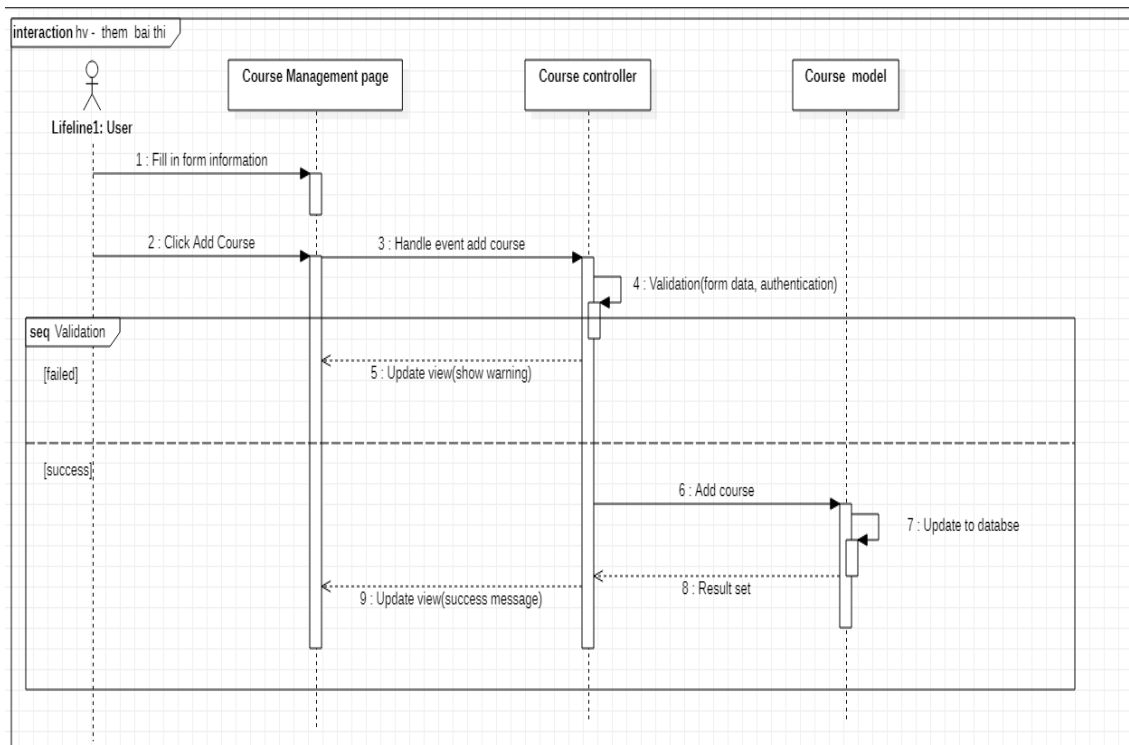 interaction hv - them bai thi
Course Management page
Course controller
Course model
Lifeline1: User
1 : Fill in form information
2 : Click Add Course
3 : Handle event add course
4 : Validation(form data, authentication)
seq Validation
[failed]
5 : Update view(show warning)
[success]
6 : Add course
7 : Update to databse
8 : Result set
9 : Update view(success message)